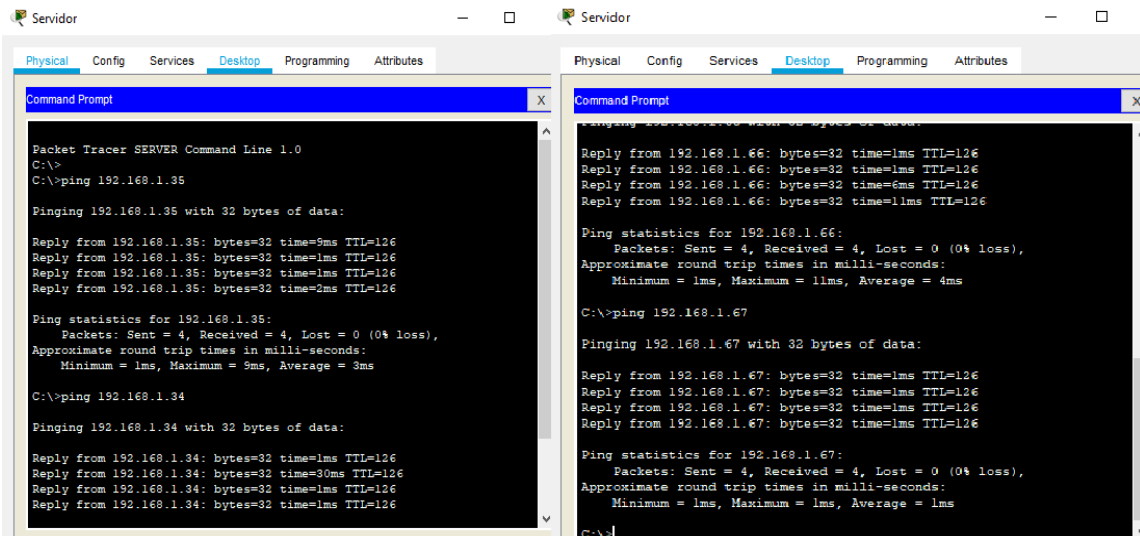 Servidor
Physical Config Services Desktop Programming Attributes
Command Prompt
X
Packet Tracer SERVER Command Line 1.0
C:\>
C:\>ping 192.168.1.35
Pinging 192.168.1.35 with 32 bytes of data:
Reply from 192.168.1.35: bytes=32 time=9ms TTL=126
Reply from 192.168.1.35: bytes=32 time=1ms TTL=126
Reply from 192.168.1.35: bytes=32 time=1ms TTL=126
Reply from 192.168.1.35: bytes=32 time=2ms TTL=126
Ping statistics for 192.168.1.35:
Packets: Sent = 4, Received = 4, Lost = 0 (0% loss),
Approximate round trip times in milli-seconds:
Minimum = 1ms, Maximum = 9ms, Average = 3ms
C:\>ping 192.168.1.34
Pinging 192.168.1.34 with 32 bytes of data:
Reply from 192.168.1.34: bytes=32 time=1ms TTL=126
Reply from 192.168.1.34: bytes=32 time=30ms TTL=126
Reply from 192.168.1.34: bytes=32 time=1ms TTL=126
Reply from 192.168.1.34: bytes=32 time=1ms TTL=126
Servidor
Physical Config Services Desktop Programming Attributes
Command Prompt
X
Pinging 192.168.1.66 with 32 bytes of data:
Reply from 192.168.1.66: bytes=32 time=1ms TTL=126
Reply from 192.168.1.66: bytes=32 time=1ms TTL=126
Reply from 192.168.1.66: bytes=32 time=6ms TTL=126
Reply from 192.168.1.66: bytes=32 time=11ms TTL=126
Ping statistics for 192.168.1.66:
Packets: Sent = 4, Received = 4, Lost = 0 (0% loss),
Approximate round trip times in milli-seconds:
Minimum = 1ms, Maximum = 11ms, Average = 4ms
C:\>ping 192.168.1.67
Pinging 192.168.1.67 with 32 bytes of data:
Reply from 192.168.1.67: bytes=32 time=1ms TTL=126
Reply from 192.168.1.67: bytes=32 time=1ms TTL=126
Reply from 192.168.1.67: bytes=32 time=1ms TTL=126
Reply from 192.168.1.67: bytes=32 time=1ms TTL=126
Ping statistics for 192.168.1.67:
Packets: Sent = 4, Received = 4, Lost = 0 (0% loss),
Approximate round trip times in milli-seconds:
Minimum = 1ms, Maximum = 1ms, Average = 1ms
C:\>